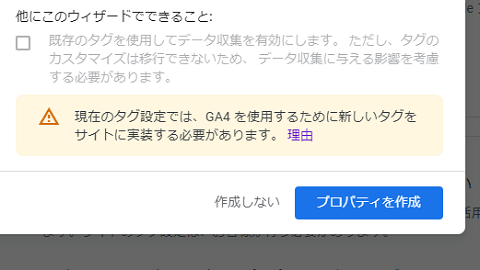 他にこのウィザードでできること:
既存のタグを使用してデータ収集を有効にします。 ただし、タグの
カスタマイズは移行できないため、 データ収集に与える影響を考慮
する必要があります。
現在のタグ設定では、GA4 を使用するために新しいタグを
サイトに実装する必要があります。 理由
作成しない
プロパティを作成